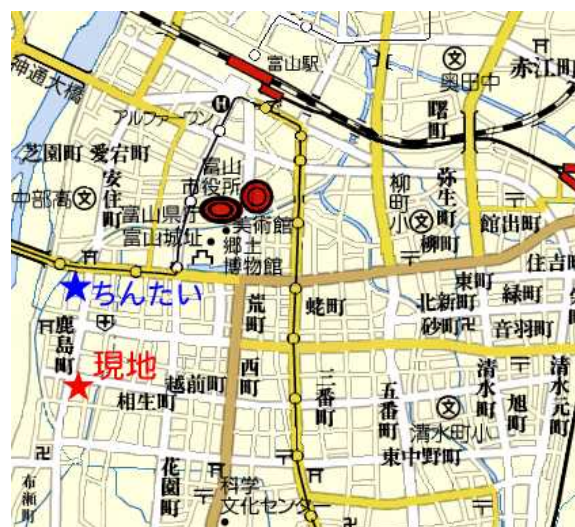 富山駅
神通大橋
奥田中
赤江町
アルファーワン
曙町
芝園町
愛宕町
安住町
中部高
富山
市役所
富山県庁
美術館
富山城址
郷土
博物館
柳町
小
弥生町
柳町
館出町
住吉町
ちんたい
荒町
蛯町
東町
北新町
緑町
砂町
音羽町
鹿島町
現地
越前町
相生町
西町
二番町
五番町
清水町
旭町
清水元町
清水町小
東中野町
花園町
科学
文化センター
布瀬町